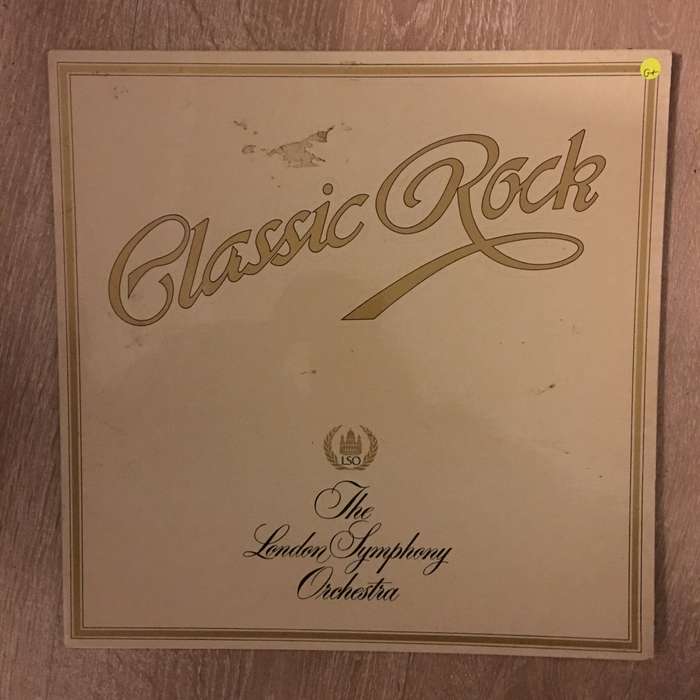 G+
Classic Rock
LSO
The
London Symphony
Orchestra